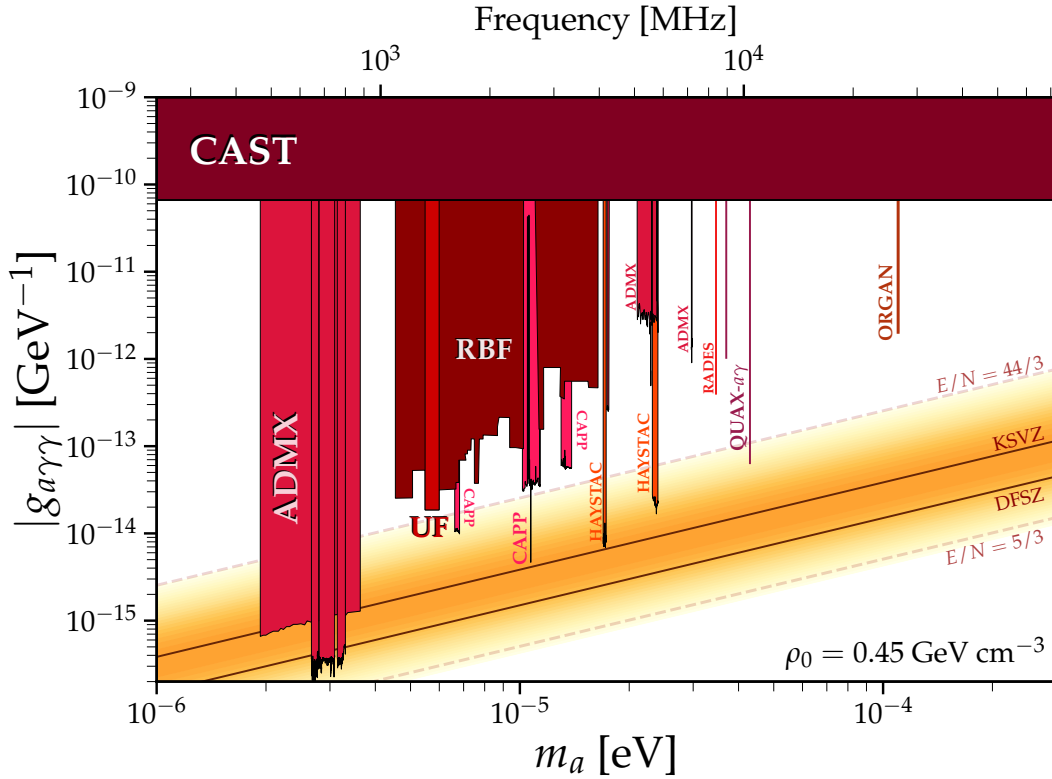 Frequency [MHz]
10³ 10⁴
10⁻⁹
10⁻¹⁰
10⁻¹¹
10⁻¹²
10⁻¹³
10⁻¹⁴
10⁻¹⁵
|g_{aγγ}| [GeV⁻¹]
CAST
ADMX
RBF
UF
CAPP
CAPP
CAPP
HAYSTAC
ADMX
HAYSTAC
ADMX
RADES
QUAX-aγ
ORGAN
E/N = 44/3
KSVZ
DFSZ
E/N = 5/3
ρ₀ = 0.45 GeV cm⁻³
10⁻⁶ 10⁻⁵ 10⁻⁴
m_a [eV]